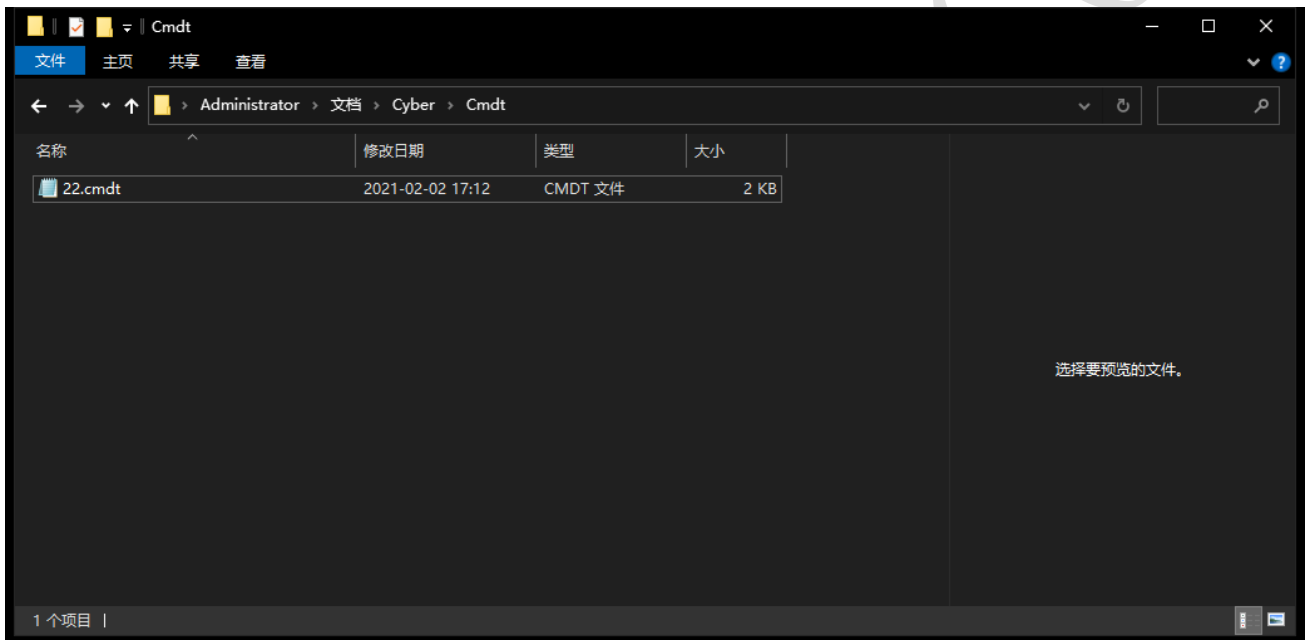 Cmdt
文件 主页 共享 查看
Administrator > 文档 > Cyber > Cmdt
名称 修改日期 类型 大小
22.cmdt 2021-02-02 17:12 CMDT 文件 2 KB
选择要预览的文件。
1 个项目